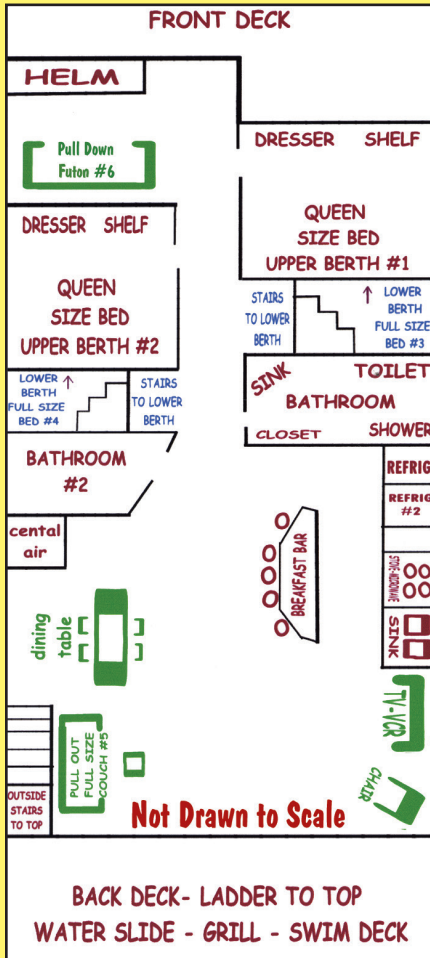 FRONT DECK
HELM
Pull Down
Futon #6
DRESSER SHELF
QUEEN
SIZE BED
UPPER BERTH #1
DRESSER SHELF
QUEEN
SIZE BED
UPPER BERTH #2
STAIRS
TO LOWER
BERTH
LOWER
BERTH
FULL SIZE
BED #3
LOWER
BERTH
FULL SIZE
BED #4
STAIRS
TO LOWER
BERTH
SINK
TOILET
BATHROOM
CLOSET SHOWER
BATHROOM
#2
REFRIG
REFRIG
#2
cental
air
BREAKFAST BAR
STOVE-MICROWAVE
SINK
dining
table
TV-VCR
CHAIR
PULL OUT
FULL SIZE
COUCH #5
OUTSIDE
STAIRS
TO TOP
Not Drawn to Scale
BACK DECK- LADDER TO TOP
WATER SLIDE - GRILL - SWIM DECK